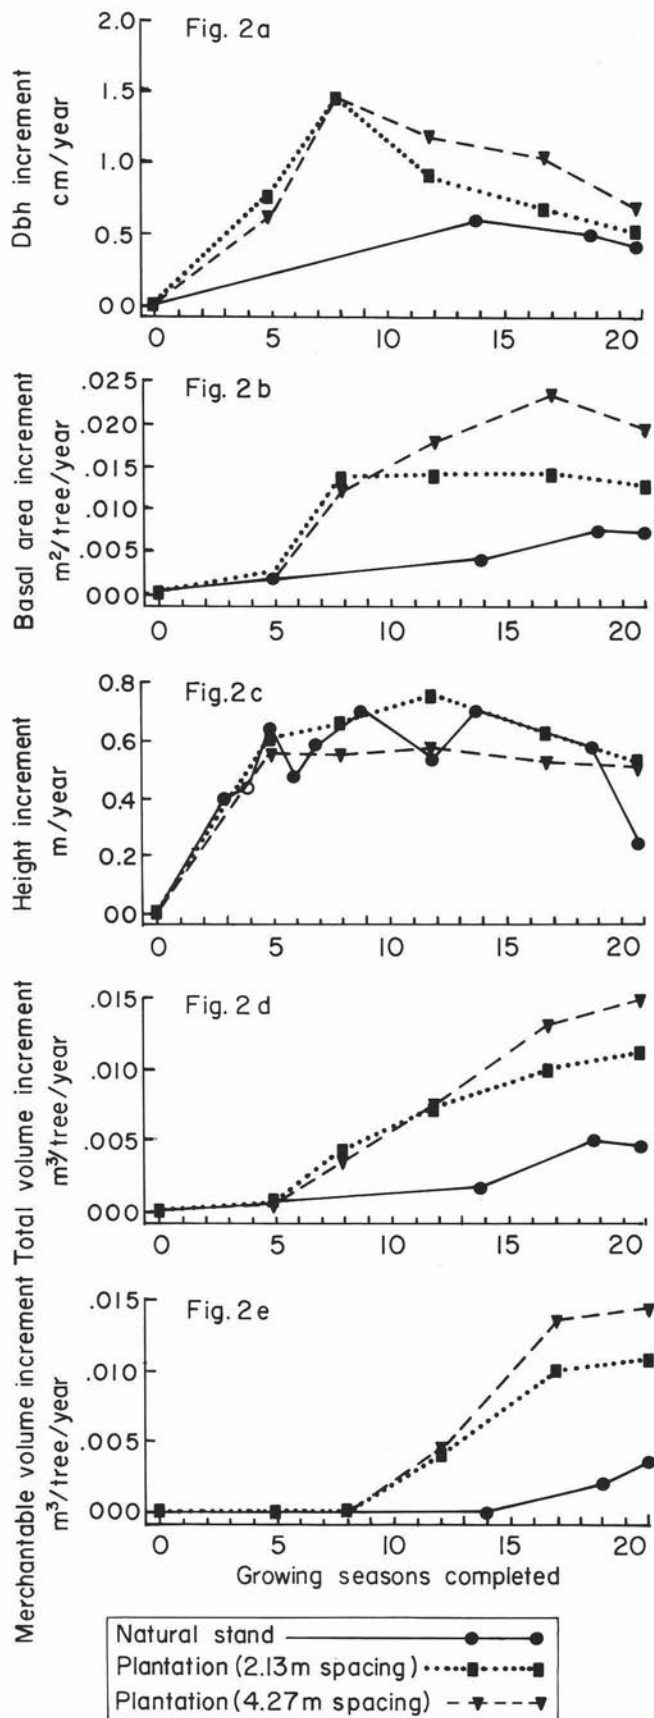 Fig. 2a
Dbh increment
cm/year
2.0
1.5
1.0
0.5
00
0 5 10 15 20
Fig. 2b
Basal area increment
m²/tree/year
.025
.020
.015
.010
.005
000
0 5 10 15 20
Fig.2c
Height increment
m/year
0.8
0.6
0.4
0.2
00
0 5 10 15 20
Fig. 2d
Total volume increment
m³/tree/year
.015
.010
.005
000
0 5 10 15 20
Fig. 2e
Merchantable volume increment
m³/tree/year
.015
.010
.005
000
0 5 10 15 20
Growing seasons completed
Natural stand
Plantation (2.13m spacing)
Plantation (4.27m spacing)